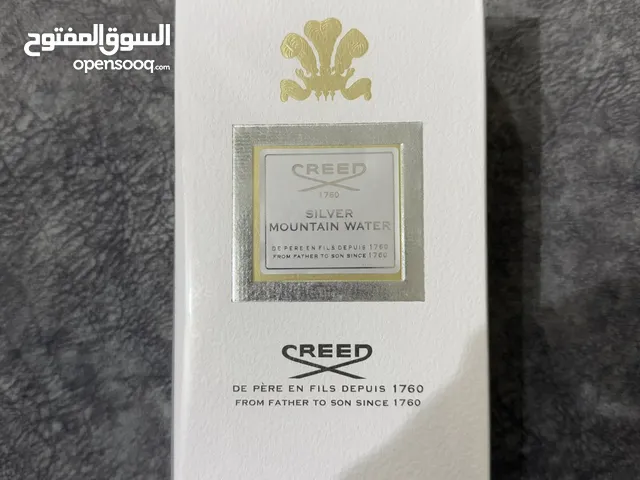 السوق المفتوح
opensooq.com
CREED
1760
SILVER
MOUNTAIN WATER
DE PÈRE EN FILS DEPUIS 1760
FROM FATHER TO SON SINCE 1760
CREED
DE PÈRE EN FILS DEPUIS 1760
FROM FATHER TO SON SINCE 1760